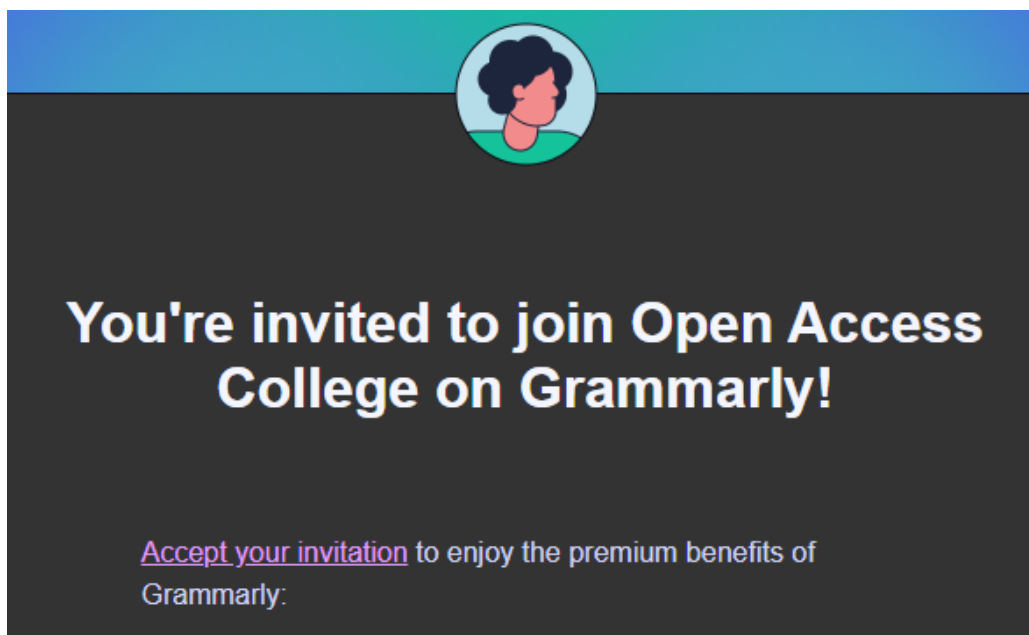 You're invited to join Open Access
College on Grammarly!
Accept your invitation to enjoy the premium benefits of
Grammarly: